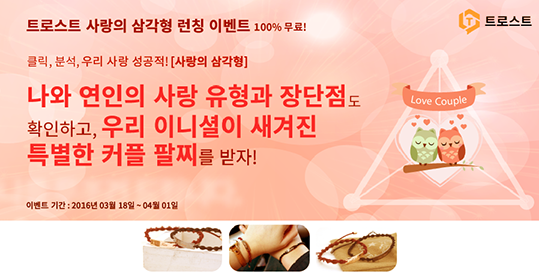 트로스트 사랑의 삼각형 런칭 이벤트 100% 무료!
트로스트
클릭, 분석, 우리 사랑 성공적! [사랑의 삼각형]
나와 연인의 사랑 유형과 장단점도
확인하고, 우리 이니셜이 새겨진
특별한 커플 팔찌를 받자!
Love Couple
이벤트 기간 : 2016년 03월 18일 ~ 04월 01일